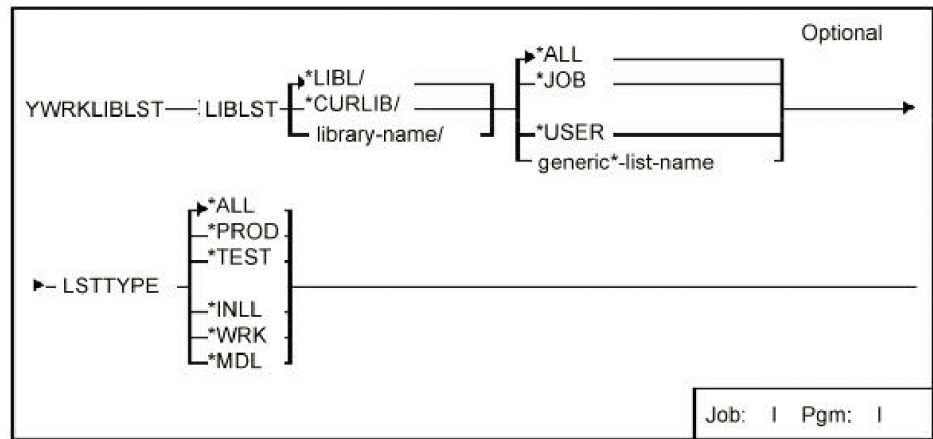 Optional
YWRKLIBLST LIBLST
*LIBL/
*CURLIB/
library-name/
*ALL
*JOB
*USER
generic*-list-name
LSTTYPE
*ALL
*PROD
*TEST
*INLL
*WRK
*MDL
Job: I Pgm: I